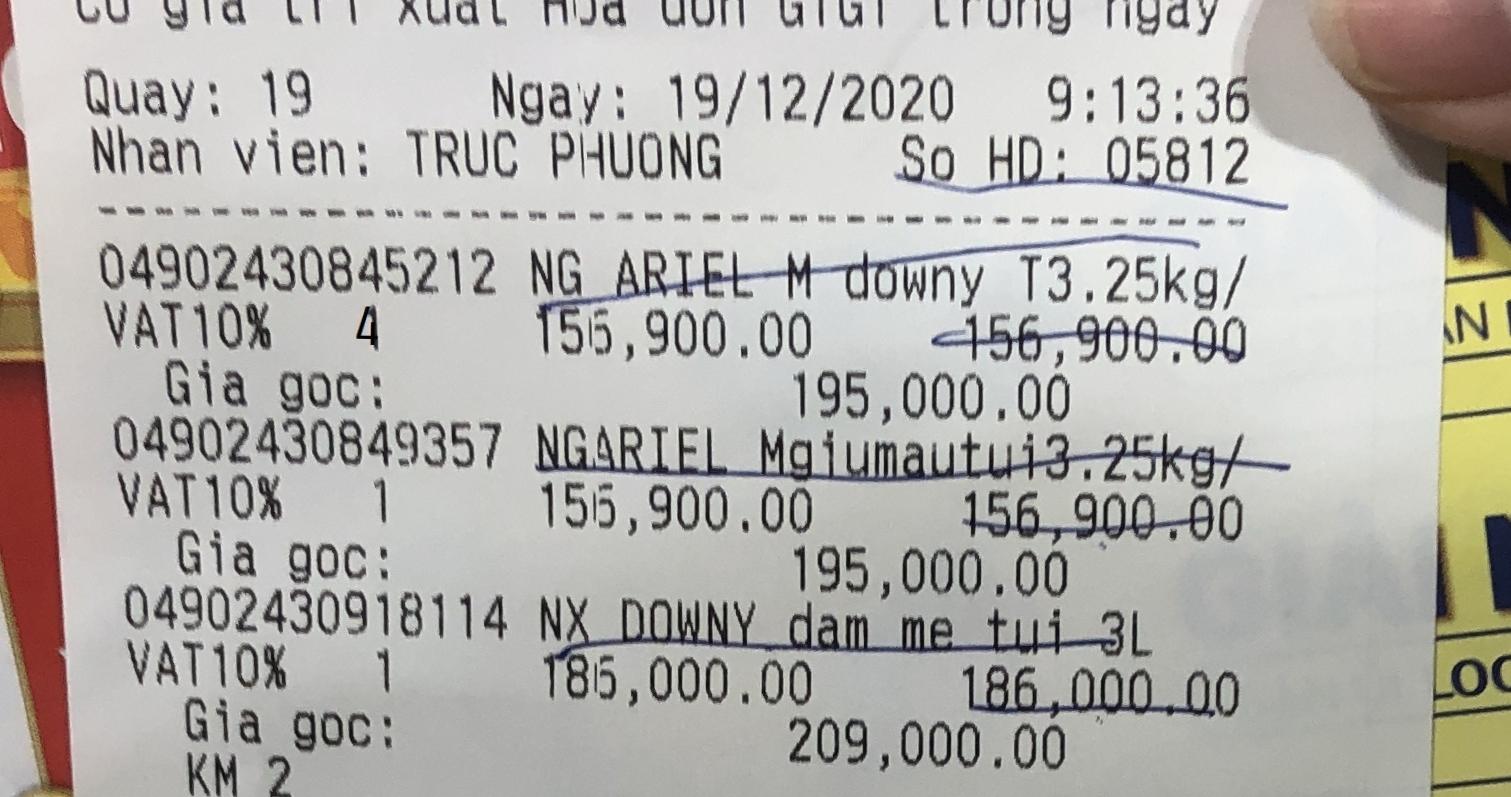 Co gia tri xuat Hoa don GTGT trong ngay
Quay: 19 Ngay: 19/12/2020 9:13:36
Nhan vien: TRUC PHUONG So HD: 05812
04902430845212 NG ARIEL M downy T3.25kg/
VAT10% 4 156,900.00 156,900.00
Gia goc: 195,000.00
04902430849357 NGARIEL Mgiumautui3.25kg/
VAT10% 1 156,900.00 156,900.00
Gia goc: 195,000.00
04902430918114 NX DOWNY dam me tui 3L
VAT10% 1 186,000.00 186,000.00
Gia goc: 209,000.00
KM 2